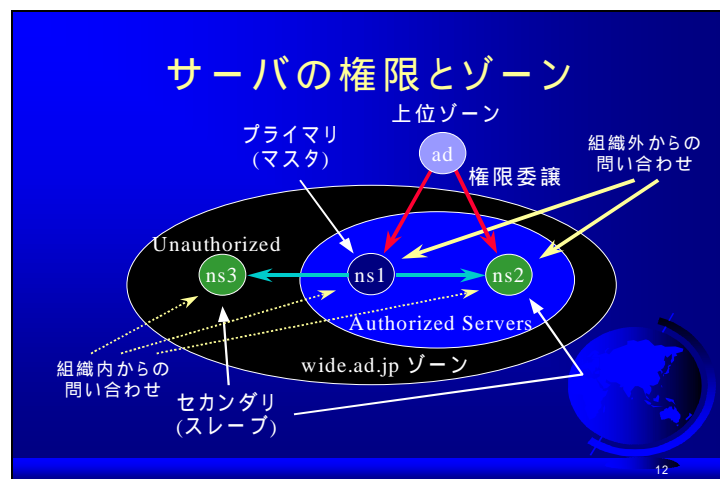 サーバの権限とゾーン
上位ゾーン
プライマリ
(マスタ)
ad
組織外からの
問い合わせ
権限委譲
Unauthorized
ns3
ns1
ns2
Authorized Servers
組織内からの
問い合わせ
wide.ad.jp ゾーン
セカンダリ
(スレーブ)
12